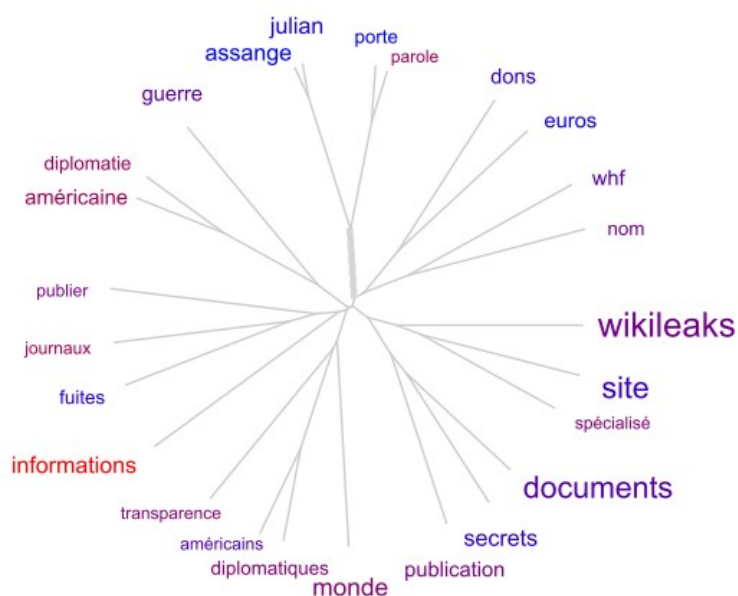 julian
assange
porte
parole
dons
guerre
euros
diplomatie
américaine
whf
nom
publier
wikileaks
journaux
site
fuites
spécialisé
informations
documents
transparence
secrets
américains
diplomatiques
publication
monde